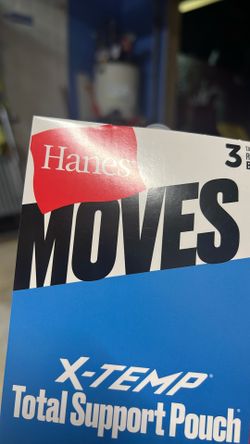 Hanes
3
MOVES
X-TEMP
Total Support Pouch